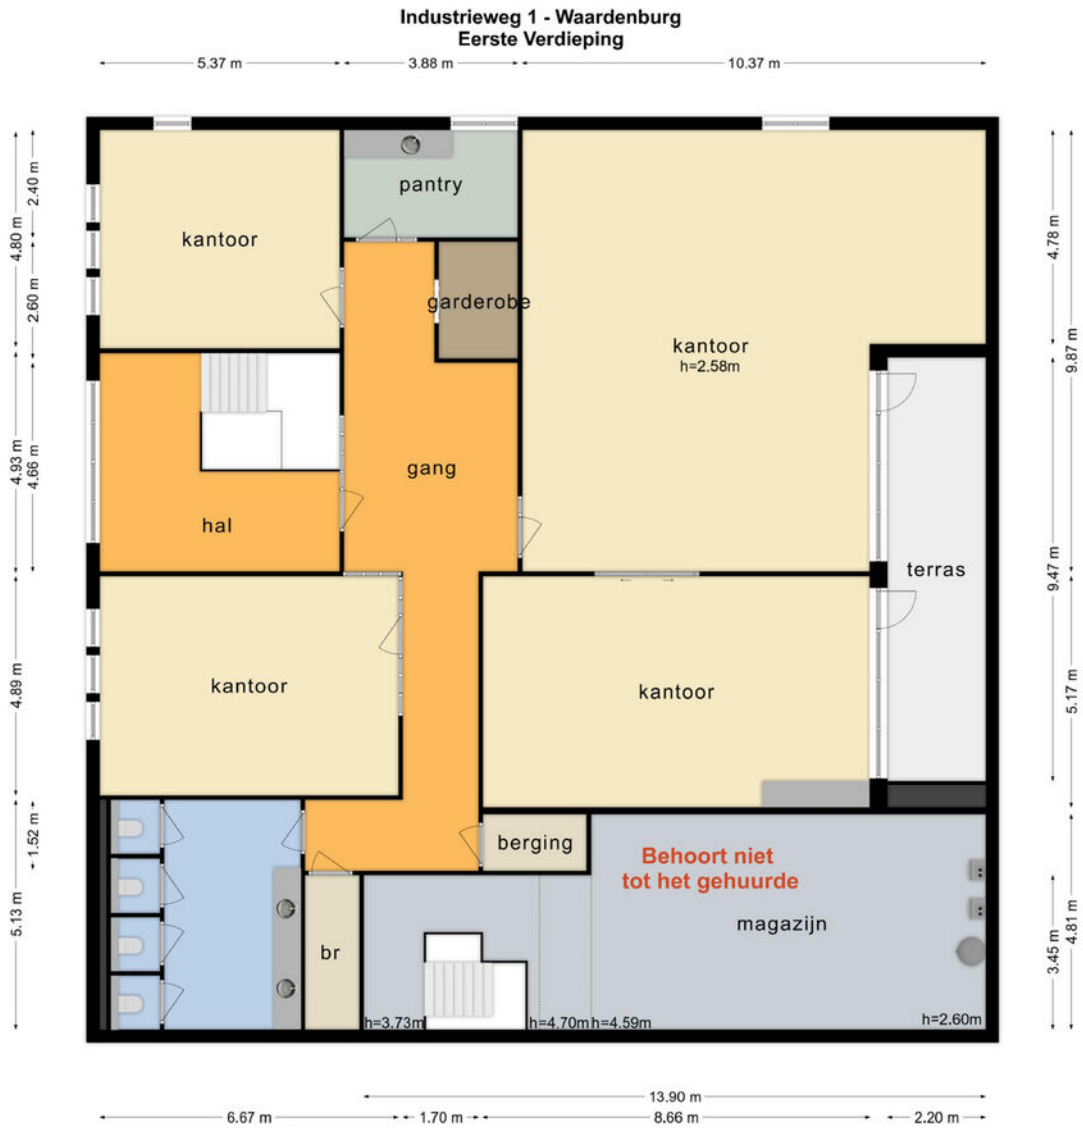 Industrieweg 1 - Waardenburg
Eerste Verdieping
5.37 m
3.88 m
10.37 m
2.40 m
4.80 m
2.60 m
4.93 m
4.66 m
4.89 m
1.52 m
5.13 m
pantry
kantoor
garderobe
kantoor
h=2.58m
gang
hal
terras
kantoor
kantoor
berging
Behoort niet
tot het gehuurde
magazijn
br
h=3.73m
h=4.70m
h=4.59m
h=2.60m
4.78 m
9.87 m
9.47 m
5.17 m
3.45 m
4.81 m
13.90 m
6.67 m
1.70 m
8.66 m
2.20 m